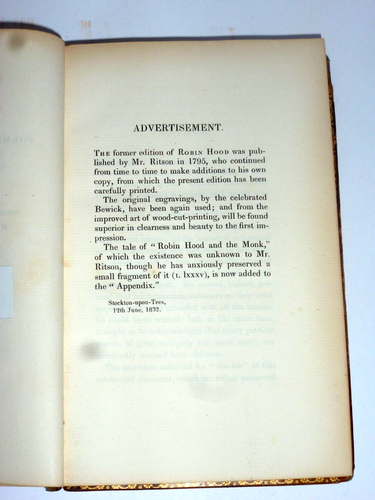 ADVERTISEMENT.
THE former edition of ROBIN HOOD was pub-
lished by Mr. Ritson in 1795, who continued
from time to time to make additions to his own
copy, from which the present edition has been
carefully printed.
The original engravings, by the celebrated
Bewick, have been again used; and from the
improved art of wood-cut-printing, will be found
superior in clearness and beauty to the first im-
pression.
The tale of “Robin Hood and the Monk,”
of which the existence was unknown to Mr.
Ritson, though he has anxiously preserved a
small fragment of it (I. lxxxv), is now added to
the “Appendix.”
Stockton-upon-Tees,
12th June, 1832.